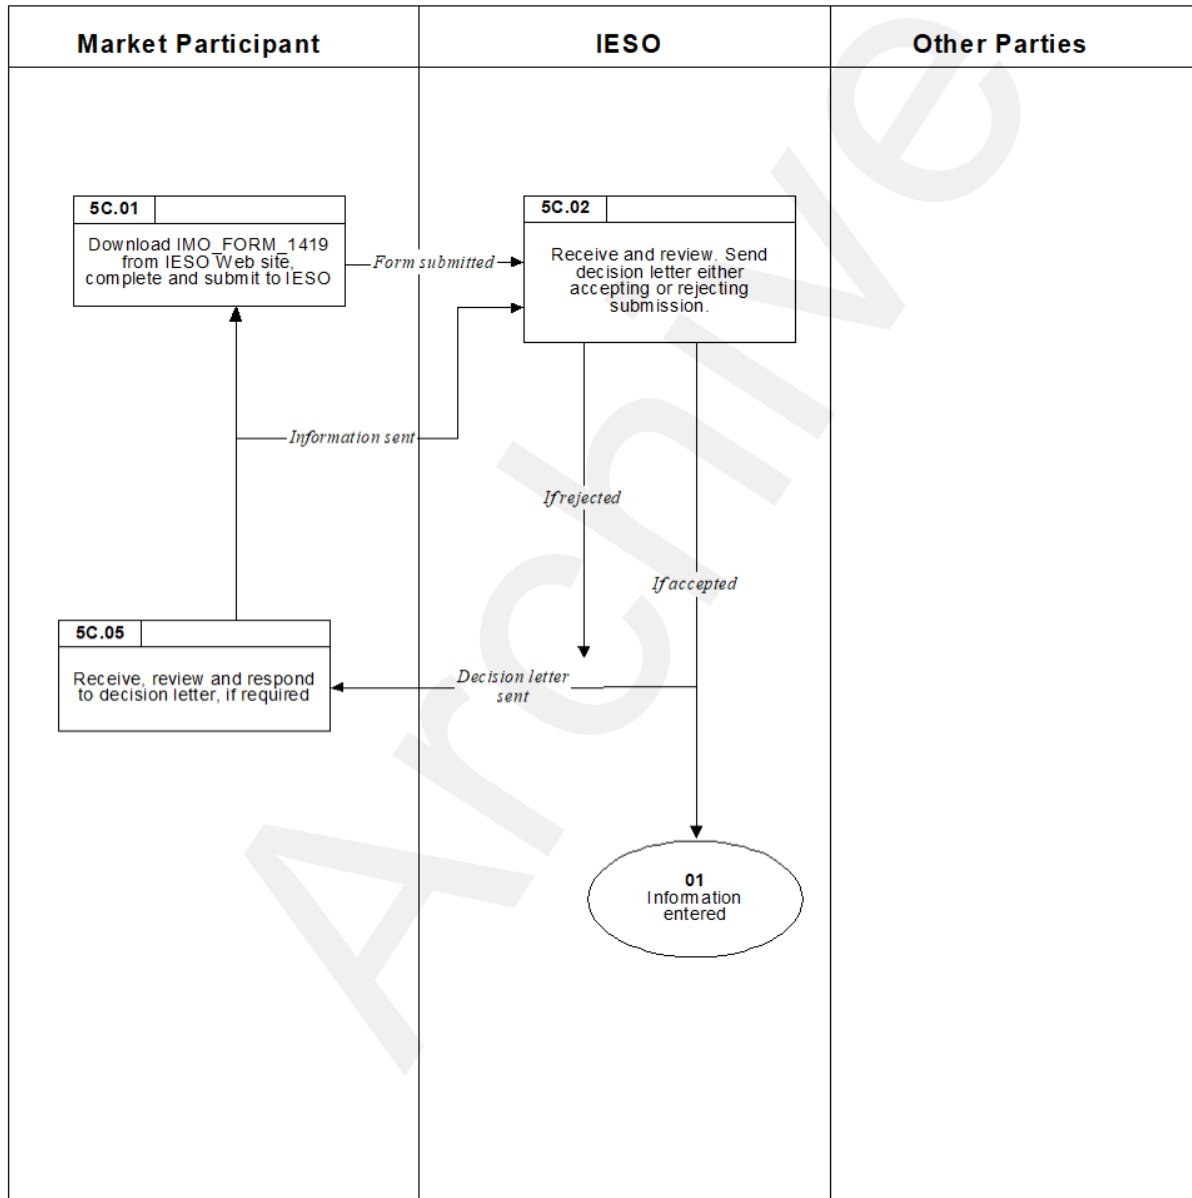 Market Participant
IESO
Other Parties
5C.01
Download IMO_FORM_1419
from IESO Web site,
complete and submit to IESO
Form submitted
5C.02
Receive and review. Send
decision letter either
accepting or rejecting
submission.
Information sent
If rejected
If accepted
5C.05
Receive, review and respond
to decision letter, if required
Decision letter
sent
01
Information
entered
Archive